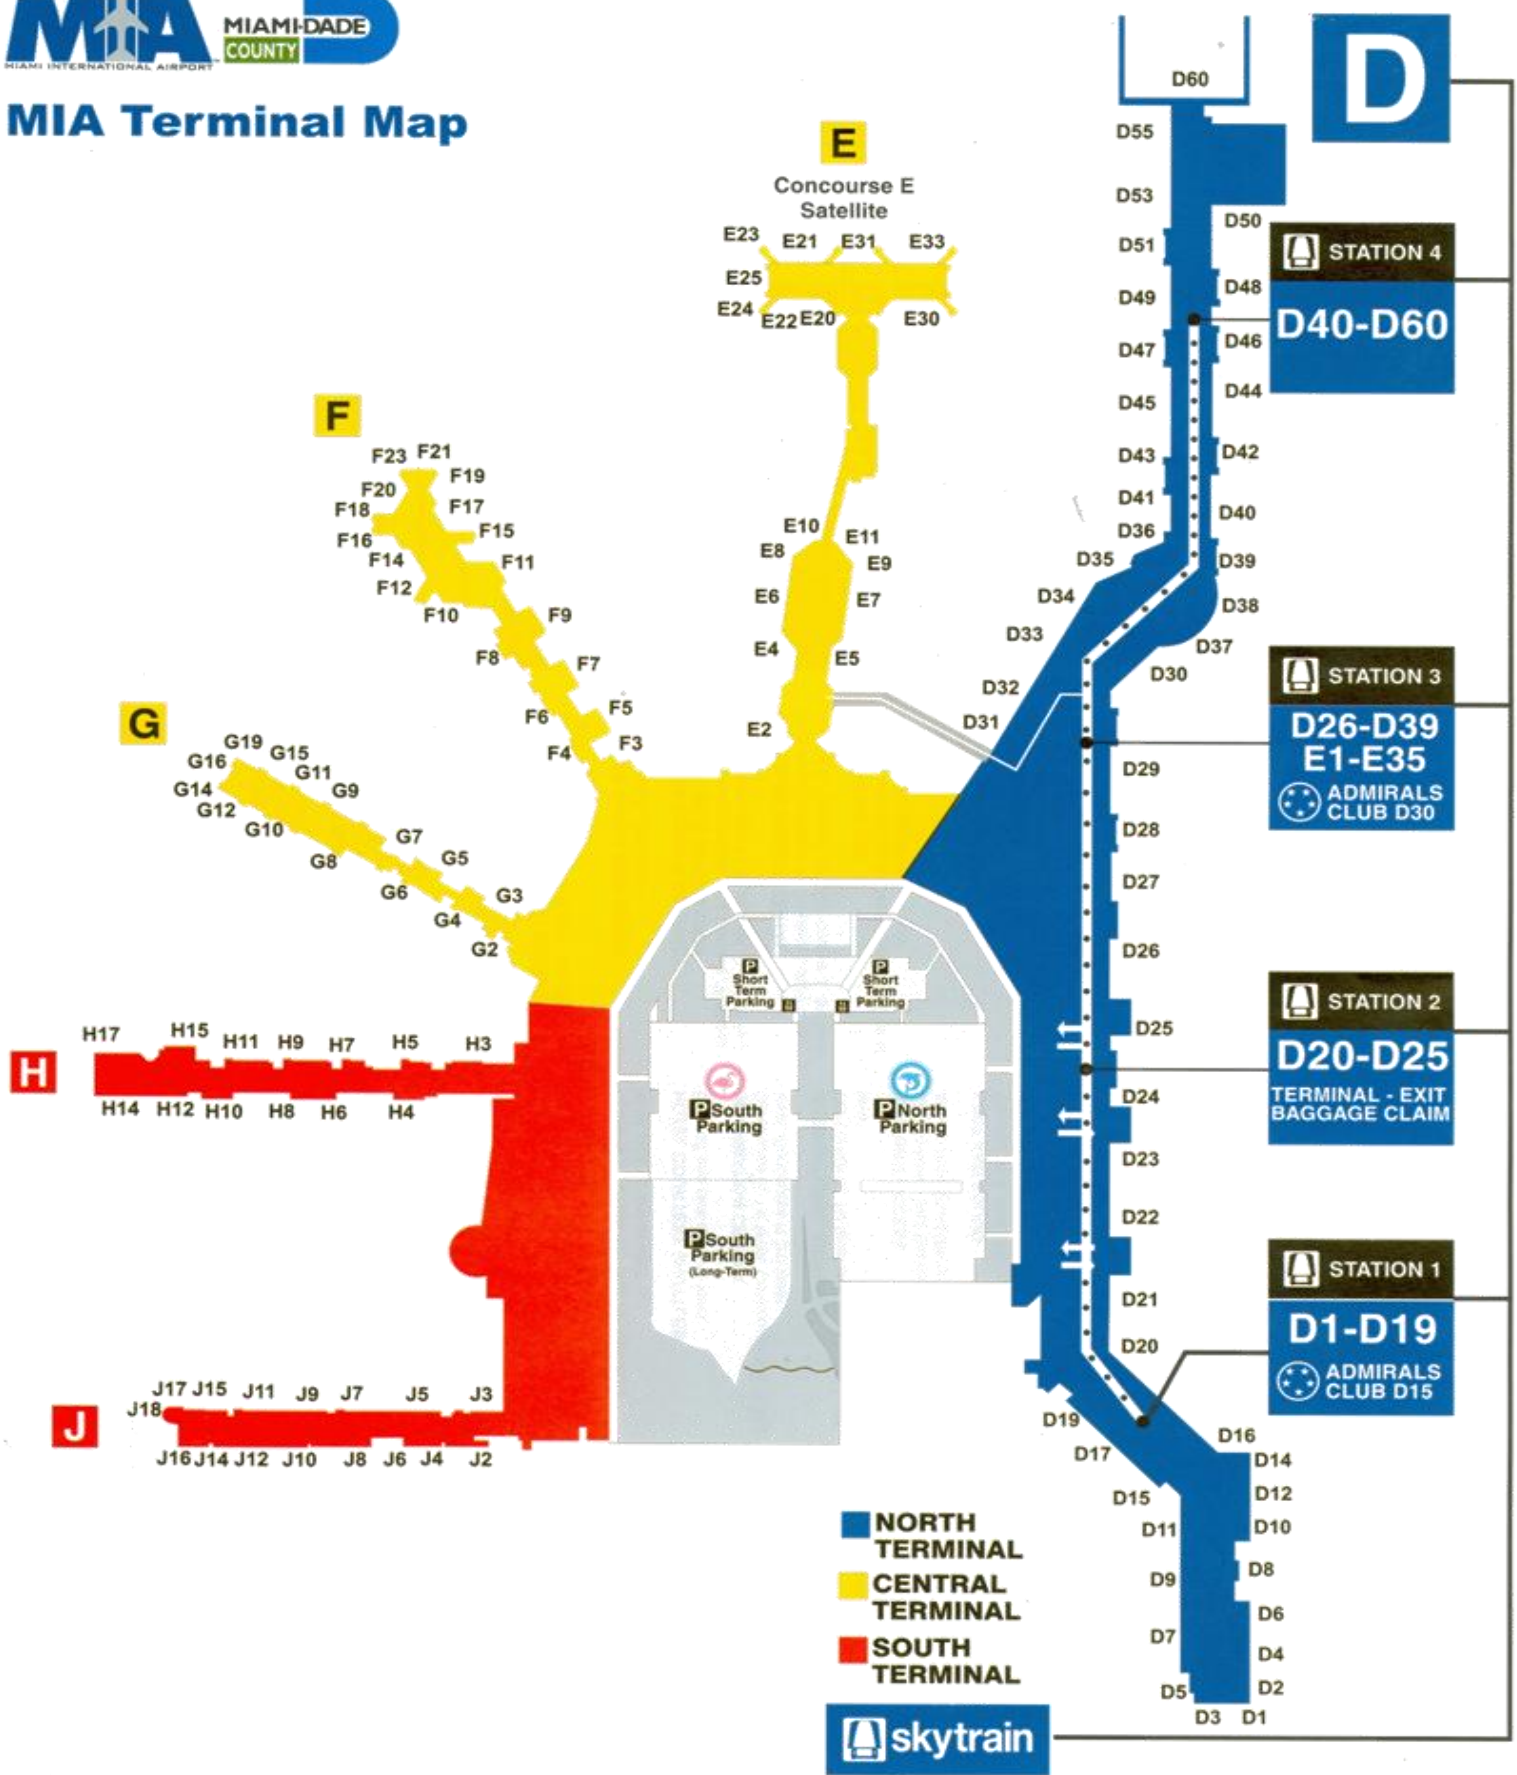 MIA
MIAMI-DADE
COUNTY
MIAMI INTERNATIONAL AIRPORT
MIA Terminal Map
D
D60
D55
D53
D50
D51
D48
D49
D46
D47
D44
D45
D42
D43
D41
D40
D36
D39
D35
D38
D34
D37
D33
D30
D32
D31
D29
D28
D27
D26
D25
D24
D23
D22
D21
D20
D19
D16
D17
D14
D15
D12
D11
D10
D9
D8
D7
D6
D4
D5
D2
D3
D1
STATION 4
D40-D60
STATION 3
D26-D39
E1-E35
ADMIRALS
CLUB D30
STATION 2
D20-D25
TERMINAL - EXIT
BAGGAGE CLAIM
STATION 1
D1-D19
ADMIRALS
CLUB D15
E
Concourse E
Satellite
E23
E21
E31
E33
E25
E24
E22
E20
E30
E10
E11
E8
E9
E6
E7
E4
E5
E2
F
F23
F21
F19
F20
F17
F18
F15
F16
F14
F11
F12
F10
F9
F8
F7
F6
F5
F4
F3
G
G19
G16
G15
G11
G14
G9
G12
G10
G7
G8
G5
G6
G3
G4
G2
H
H17
H15
H11
H9
H7
H5
H3
H14
H12
H10
H8
H6
H4
J
J17
J15
J11
J9
J7
J5
J3
J18
J16
J14
J12
J10
J8
J6
J4
J2
P
Short
Term
Parking
P
Short
Term
Parking
P South
Parking
P North
Parking
P South
Parking
(Long-Term)
NORTH
TERMINAL
CENTRAL
TERMINAL
SOUTH
TERMINAL
skytrain